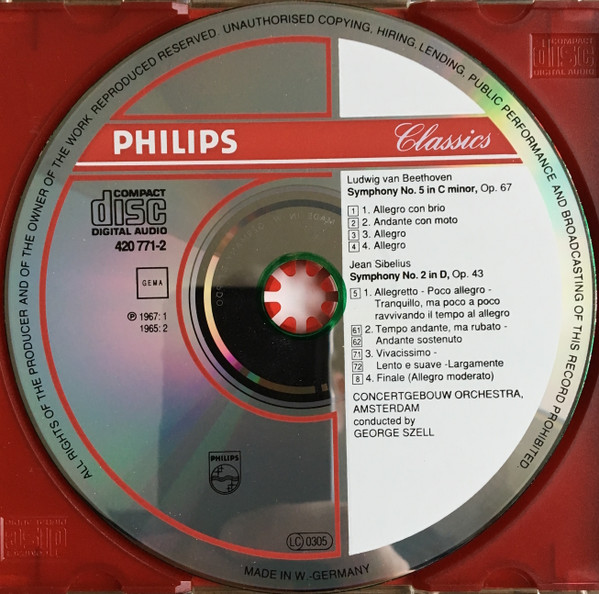 ALL RIGHTS OF THE PRODUCER AND OF THE OWNER OF THE WORK REPRODUCED RESERVED. UNAUTHORISED COPYING, HIRING, LENDING, PUBLIC PERFORMANCE AND BROADCASTING OF THIS RECORD PROHIBITED.
PHILIPS Classics
COMPACT
disc
DIGITAL AUDIO
420 771-2
GEMA
℗ 1967: 1
1965: 2
Ludwig van Beethoven
Symphony No. 5 in C minor, Op. 67
1 1. Allegro con brio
2 2. Andante con moto
3 3. Allegro
4 4. Allegro
Jean Sibelius
Symphony No. 2 in D, Op. 43
5 1. Allegretto - Poco allegro -
Tranquillo, ma poco a poco
ravvivando il tempo al allegro
61 2. Tempo andante, ma rubato -
62 Andante sostenuto
71 3. Vivacissimo -
72 Lento e suave -Largamente
8 4. Finale (Allegro moderato)
CONCERTGEBOUW ORCHESTRA,
AMSTERDAM
conducted by
GEORGE SZELL
PHILIPS
LC 0305
MADE IN W.-GERMANY
COMPACT
disc
DIGITAL AUDIO